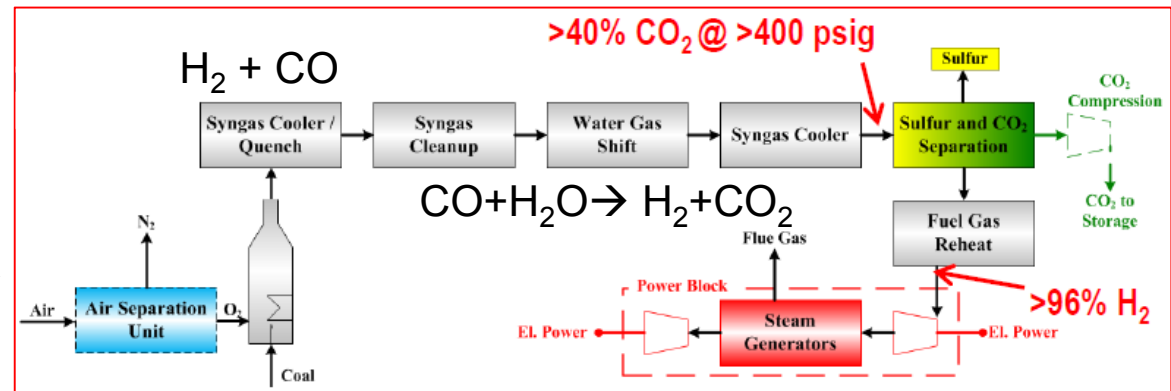 >40% CO₂ @ >400 psig
H₂ + CO
Sulfur
CO₂
Compression
Syngas Cooler /
Quench
Syngas
Cleanup
Water Gas
Shift
Syngas Cooler
Sulfur and CO₂
Separation
CO+H₂O→ H₂+CO₂
CO₂ to
Storage
N₂
Flue Gas
Fuel Gas
Reheat
Air
Air Separation
Unit
O₂
Power Block
>96% H₂
El. Power
Steam
Generators
El. Power
Coal